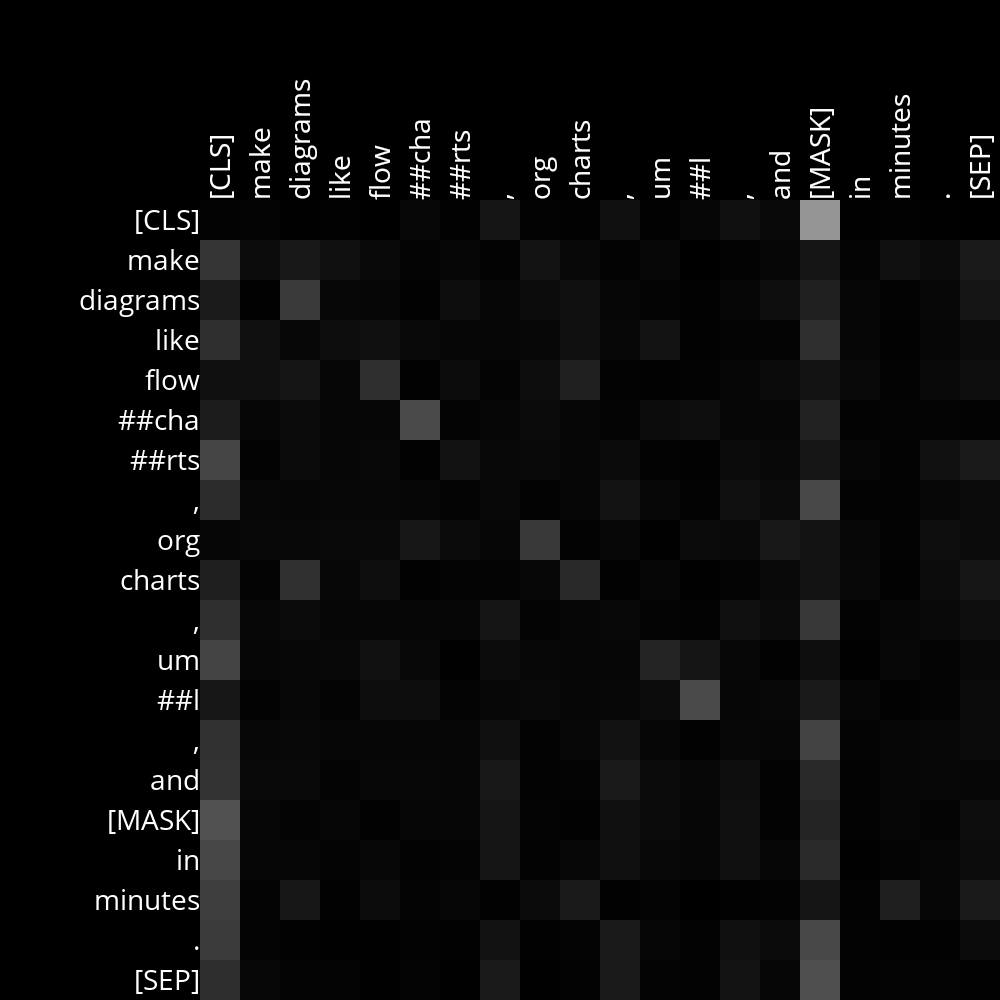 [CLS] make diagrams like flow ##cha ##rts , org charts , um ##l , and [MASK] in minutes . [SEP]
[CLS]
make
diagrams
like
flow
##cha
##rts
,
org
charts
,
um
##l
,
and
[MASK]
in
minutes
.
[SEP]